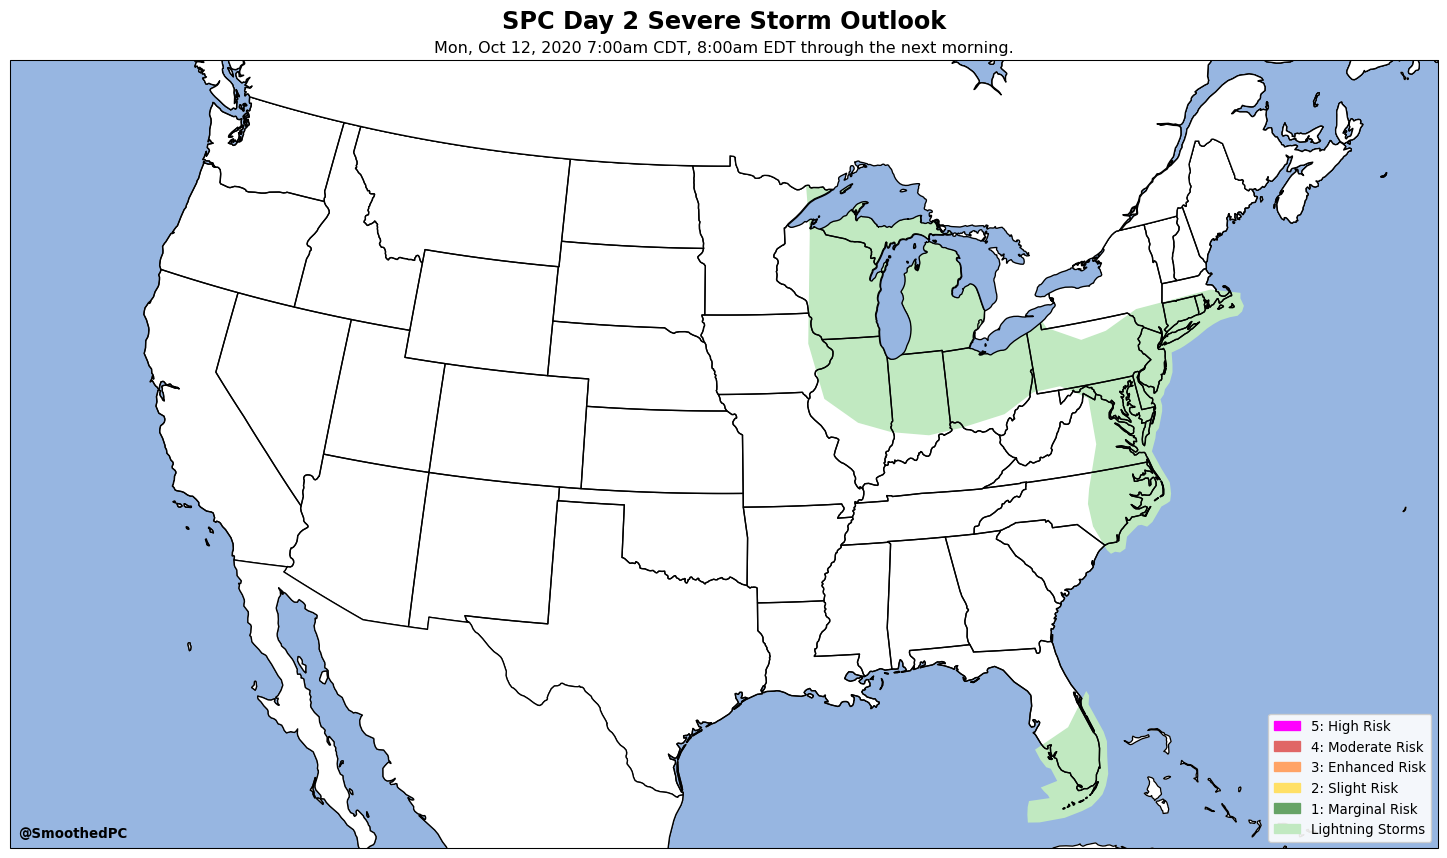 SPC Day 2 Severe Storm Outlook
Mon, Oct 12, 2020 7:00am CDT, 8:00am EDT through the next morning.
5: High Risk
4: Moderate Risk
3: Enhanced Risk
2: Slight Risk
1: Marginal Risk
Lightning Storms
@SmoothedPC